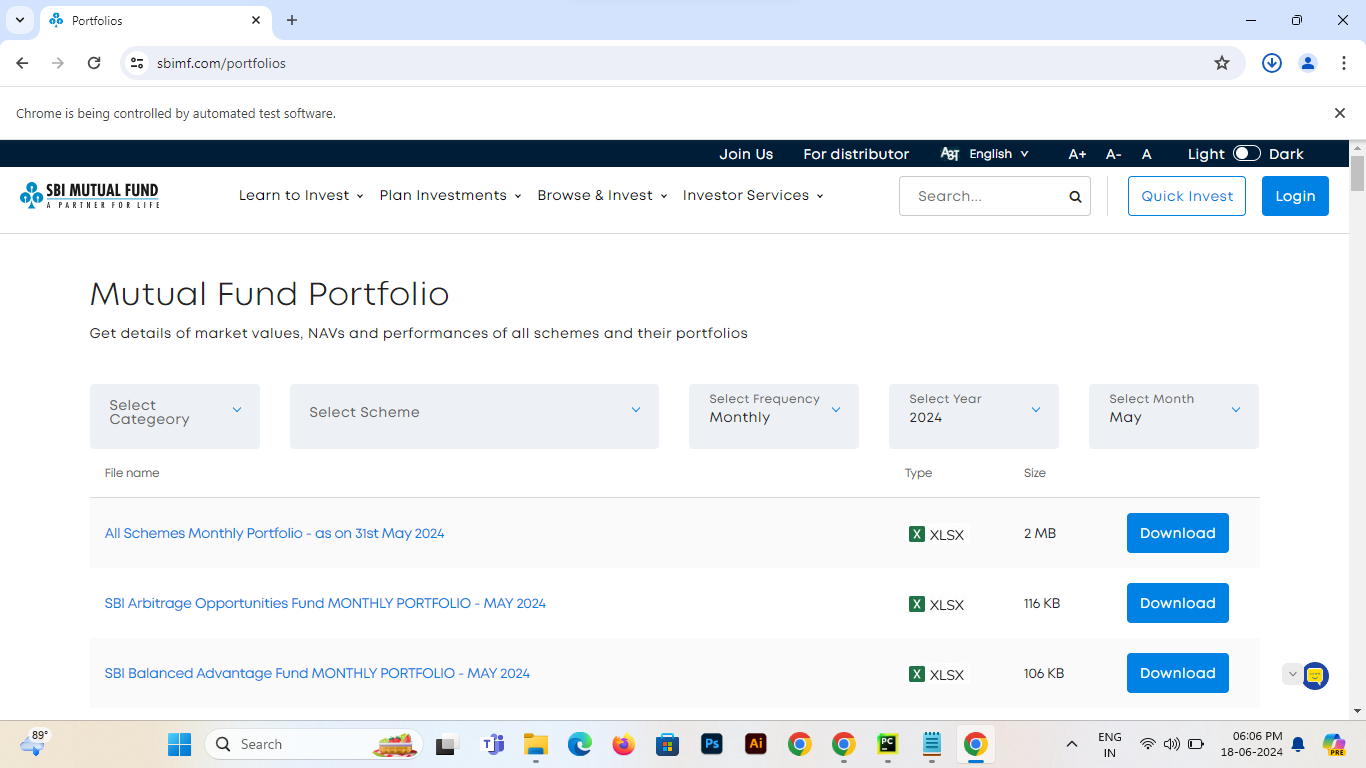 Portfolios
sbimf.com/portfolios
Chrome is being controlled by automated test software.
Join Us For distributor English A+ A- A Light Dark
SBI MUTUAL FUND
A PARTNER FOR LIFE
Learn to Invest Plan Investments Browse & Invest Investor Services Search... Quick Invest Login
Mutual Fund Portfolio
Get details of market values, NAVs and performances of all schemes and their portfolios
Select Categeory
Select Scheme
Select Frequency
Monthly
Select Year
2024
Select Month
May
File name Type Size
All Schemes Monthly Portfolio - as on 31st May 2024 XLSX 2 MB Download
SBI Arbitrage Opportunities Fund MONTHLY PORTFOLIO - MAY 2024 XLSX 116 KB Download
SBI Balanced Advantage Fund MONTHLY PORTFOLIO - MAY 2024 XLSX 106 KB Download
89°
Search
Ps
Ai
PC
ENG
IN
06:06 PM
18-06-2024
PRE